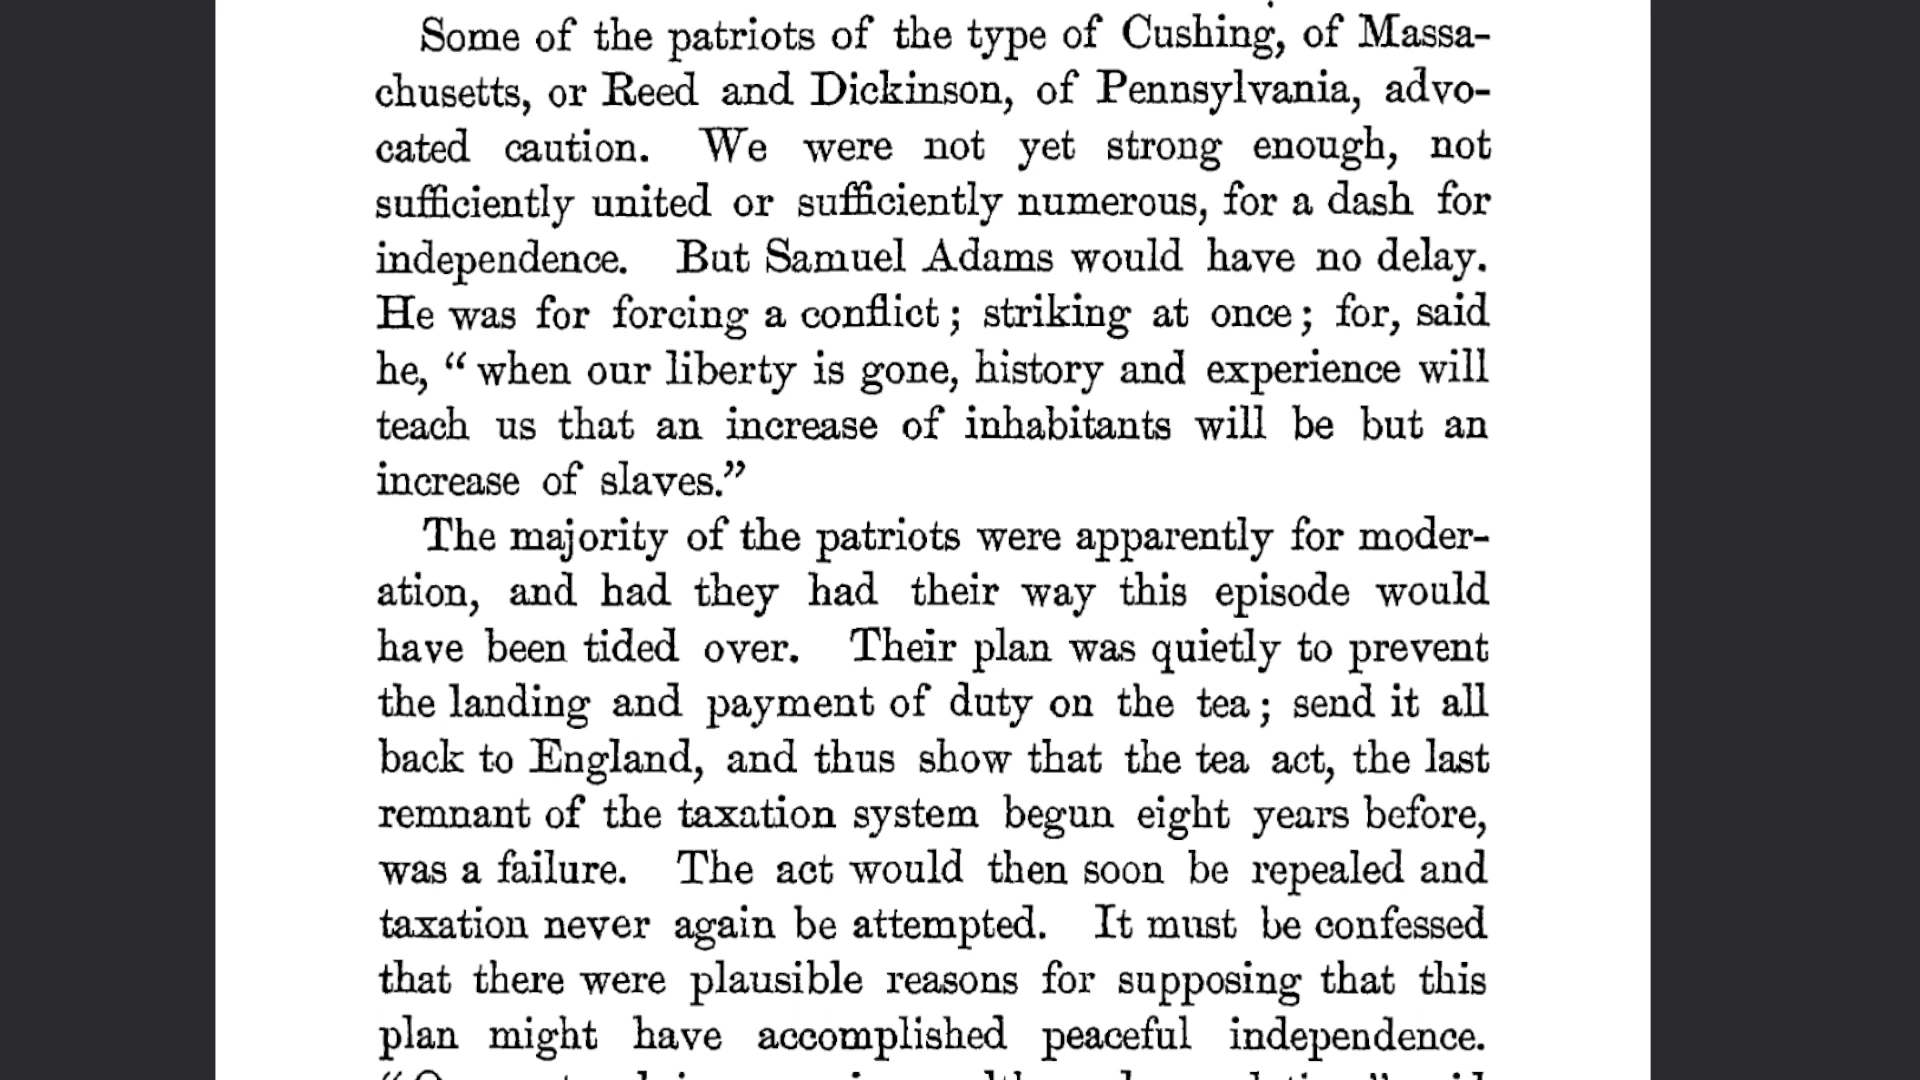 Some of the patriots of the type of Cushing, of Massa-
chusetts, or Reed and Dickinson, of Pennsylvania, advo-
cated caution. We were not yet strong enough, not
sufficiently united or sufficiently numerous, for a dash for
independence. But Samuel Adams would have no delay.
He was for forcing a conflict; striking at once; for, said
he, “when our liberty is gone, history and experience will
teach us that an increase of inhabitants will be but an
increase of slaves.”
The majority of the patriots were apparently for moder-
ation, and had they had their way this episode would
have been tided over. Their plan was quietly to prevent
the landing and payment of duty on the tea; send it all
back to England, and thus show that the tea act, the last
remnant of the taxation system begun eight years before,
was a failure. The act would then soon be repealed and
taxation never again be attempted. It must be confessed
that there were plausible reasons for supposing that this
plan might have accomplished peaceful independence.